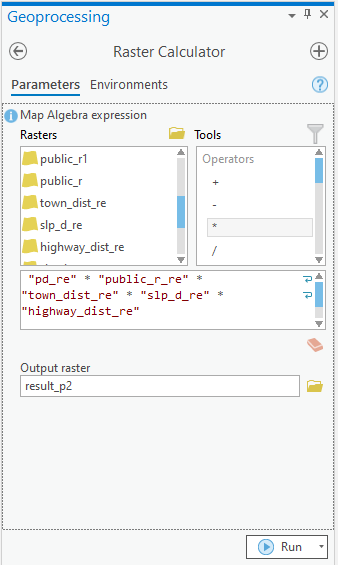 Geoprocessing
Raster Calculator
Parameters Environments
Map Algebra expression
Rasters Tools
public_r1
public_r
town_dist_re
slp_d_re
highway_dist_re
Operators
+
-
*
/
"pd_re" * "public_r_re" *
"town_dist_re" * "slp_d_re" *
"highway_dist_re"
Output raster
result_p2
Run